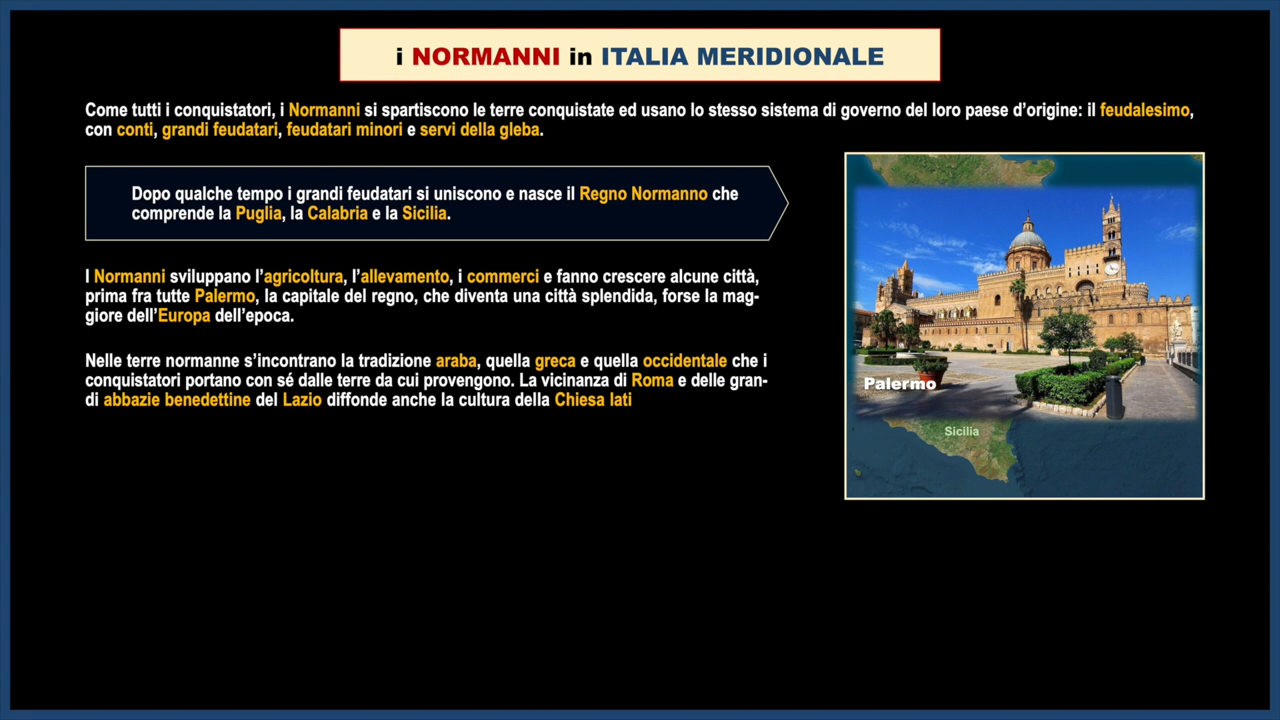 i NORMANNI in ITALIA MERIDIONALE
Come tutti i conquistatori, i Normanni si spartiscono le terre conquistate ed usano lo stesso sistema di governo del loro paese d’origine: il feudalesimo,
con conti, grandi feudatari, feudatari minori e servi della gleba.
Dopo qualche tempo i grandi feudatari si uniscono e nasce il Regno Normanno che
comprende la Puglia, la Calabria e la Sicilia.
I Normanni sviluppano l’agricoltura, l’allevamento, i commerci e fanno crescere alcune città,
prima fra tutte Palermo, la capitale del regno, che diventa una città splendida, forse la mag-
giore dell’Europa dell’epoca.
Nelle terre normanne s’incontrano la tradizione araba, quella greca e quella occidentale che i
conquistatori portano con sé dalle terre da cui provengono. La vicinanza di Roma e delle gran-
di abbazie benedettine del Lazio diffonde anche la cultura della Chiesa lati
Palermo
Sicilia